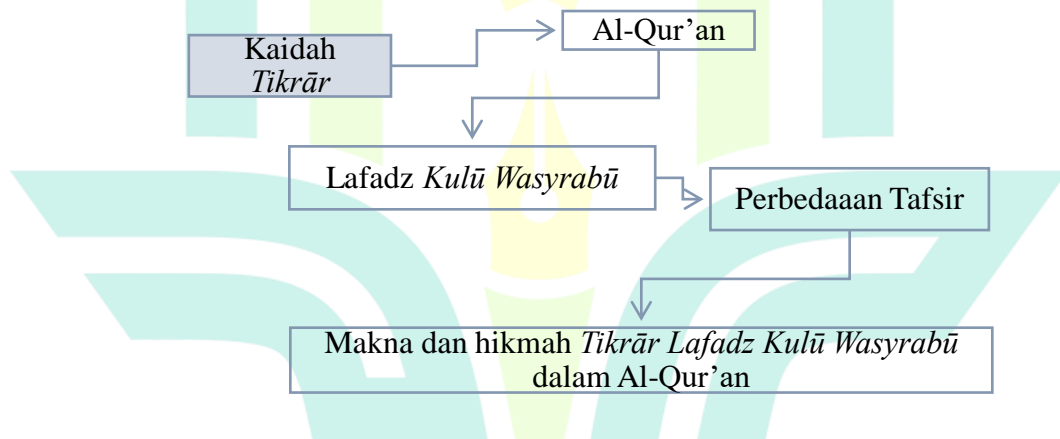 Kaidah
Tikrār
Al-Qur’an
Lafadz Kulū Wasyrabū
Perbedaaan Tafsir
Makna dan hikmah Tikrār Lafadz Kulū Wasyrabū
dalam Al-Qur’an